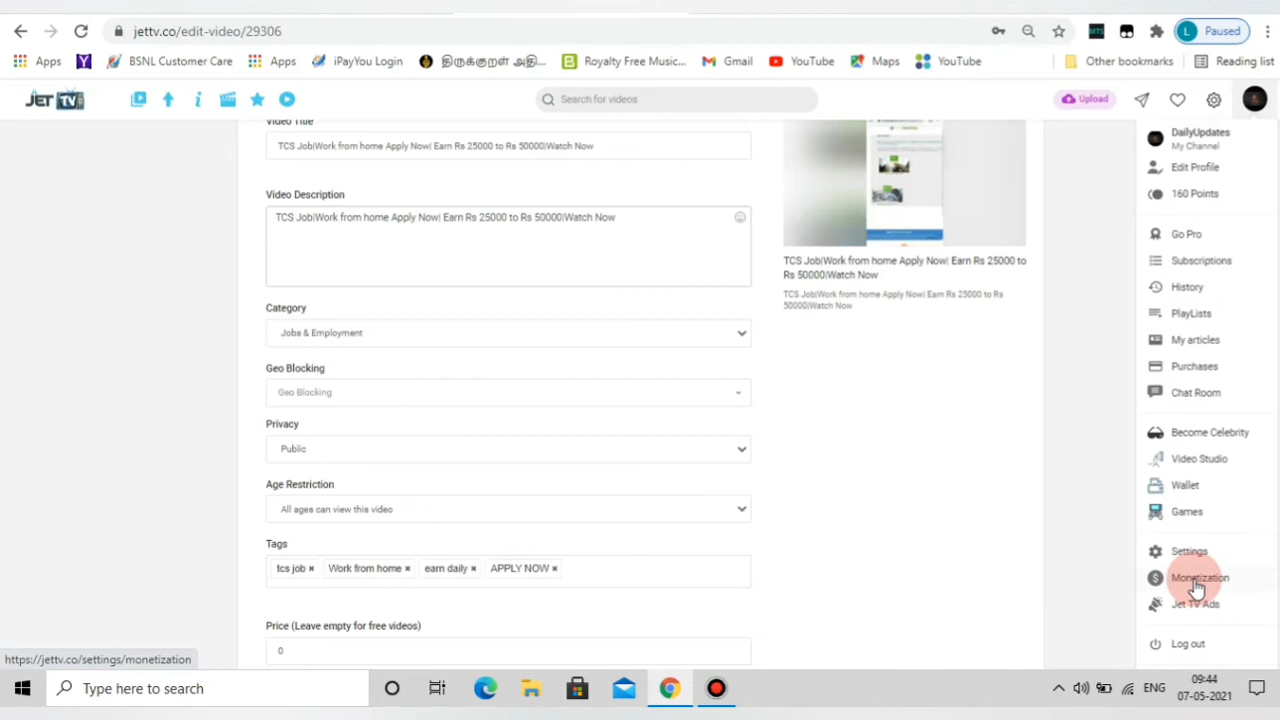 jettv.co/edit-video/29306
MTS
L Paused
Apps
BSNL Customer Care
Apps
iPayYou Login
திருக்குறள் அதி...
Royalty Free Music...
Gmail
YouTube
Maps
YouTube
Other bookmarks
Reading list
JET TV
Search for videos
Upload
Video Title
TCS Job|Work from home Apply Now| Earn Rs 25000 to Rs 50000|Watch Now
Video Description
TCS Job|Work from home Apply Now| Earn Rs 25000 to Rs 50000|Watch Now
Category
Jobs & Employment
Geo Blocking
Geo Blocking
Privacy
Public
Age Restriction
All ages can view this video
Tags
tcs job × Work from home × earn daily × APPLY NOW ×
Price (Leave empty for free videos)
0
TCS Job|Work from home Apply Now| Earn Rs 25000 to
Rs 50000|Watch Now
TCS Job|Work from home Apply Now| Earn Rs 25000 to Rs
50000|Watch Now
DailyUpdates
My Channel
Edit Profile
160 Points
Go Pro
Subscriptions
History
PlayLists
My articles
Purchases
Chat Room
Become Celebrity
Video Studio
Wallet
Games
Settings
Monetization
Jet TV Ads
Log out
https://jettv.co/settings/monetization
Type here to search
ENG
09:44
07-05-2021